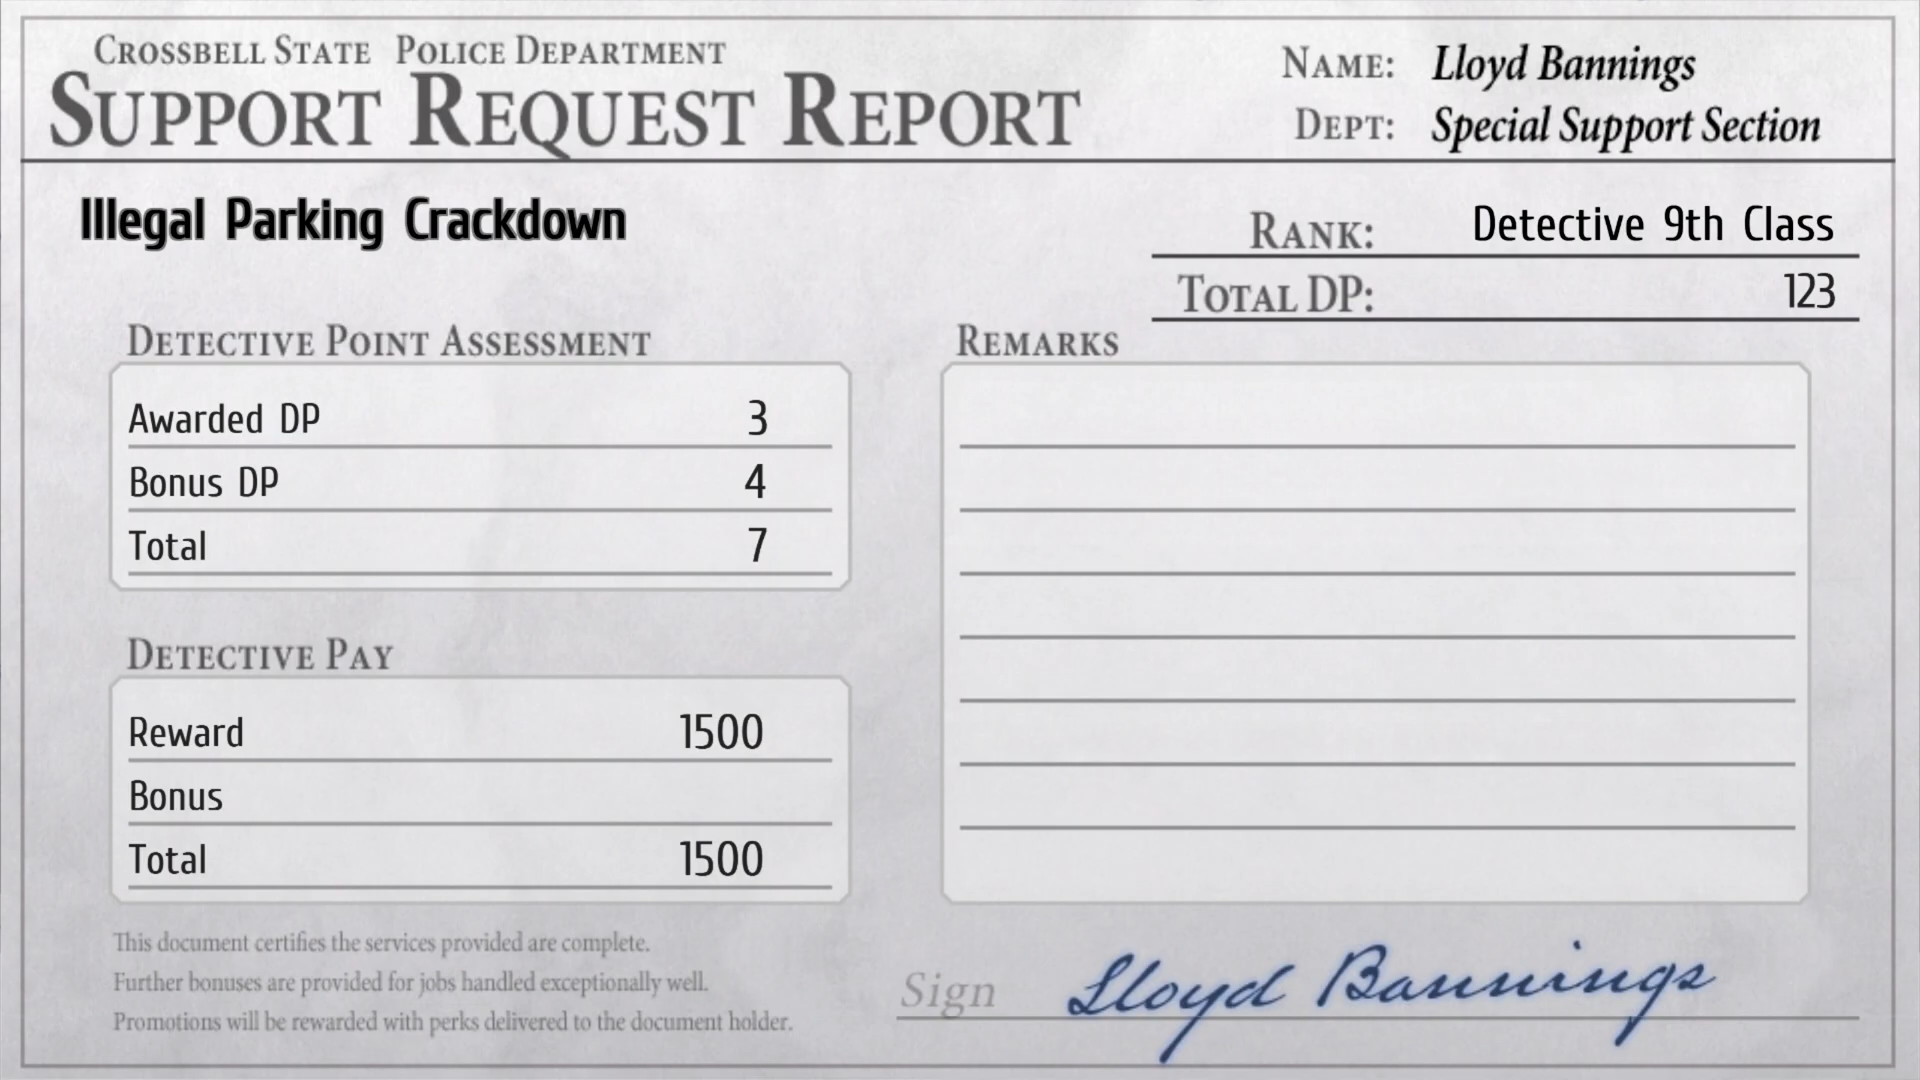 Crossbell State Police Department
Support Request Report
Name: Lloyd Bannings
Dept: Special Support Section
Illegal Parking Crackdown
Rank: Detective 9th Class
Total DP: 123
Detective Point Assessment
Awarded DP 3
Bonus DP 4
Total 7
Remarks
Detective Pay
Reward 1500
Bonus
Total 1500
This document certifies the services provided are complete.
Further bonuses are provided for jobs handled exceptionally well.
Promotions will be rewarded with perks delivered to the document holder.
Sign Lloyd Bannings